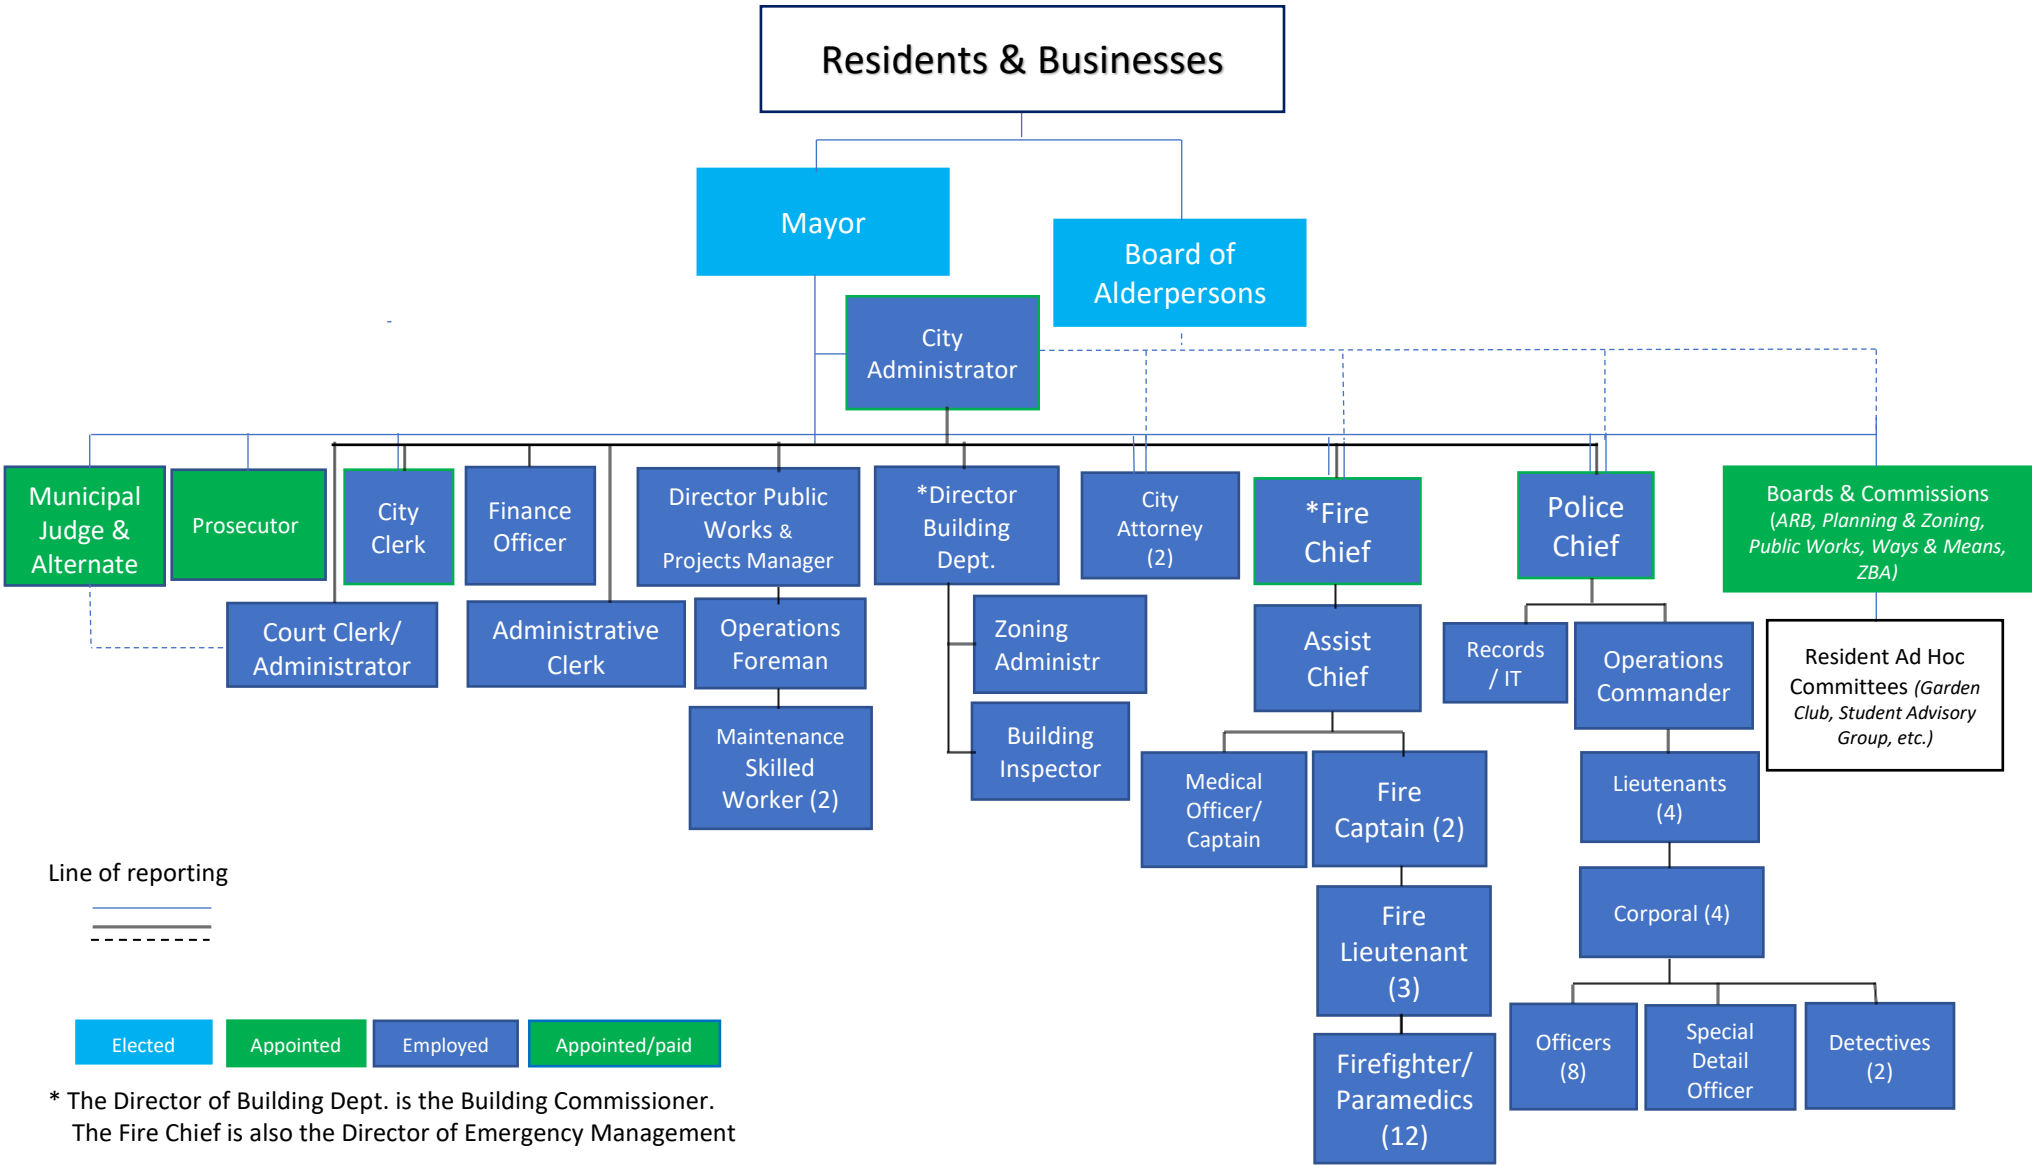 Residents & Businesses
Mayor
Board of
Alderpersons
City
Administrator
Municipal
Judge &
Alternate
Prosecutor
City
Clerk
Finance
Officer
Director Public
Works &
Projects Manager
*Director
Building
Dept.
City
Attorney
(2)
*Fire
Chief
Police
Chief
Boards & Commissions
(ARB, Planning & Zoning,
Public Works, Ways & Means,
ZBA)
Court Clerk/
Administrator
Administrative
Clerk
Operations
Foreman
Zoning
Administr
Assist
Chief
Records
/ IT
Operations
Commander
Resident Ad Hoc
Committees (Garden
Club, Student Advisory
Group, etc.)
Maintenance
Skilled
Worker (2)
Building
Inspector
Medical
Officer/
Captain
Fire
Captain (2)
Lieutenants
(4)
Line of reporting
Fire
Lieutenant
(3)
Corporal (4)
Firefighter/
Paramedics
(12)
Officers
(8)
Special
Detail
Officer
Detectives
(2)
Elected
Appointed
Employed
Appointed/paid
* The Director of Building Dept. is the Building Commissioner.
The Fire Chief is also the Director of Emergency Management